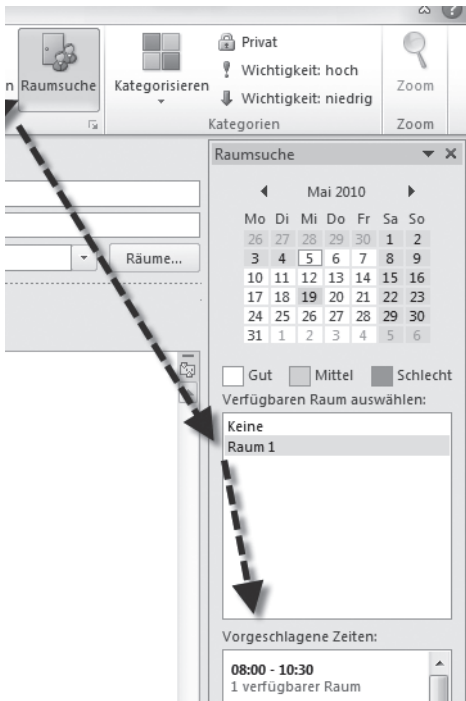 n Raumsuche
Kategorisieren
Privat
Wichtigkeit: hoch
Wichtigkeit: niedrig
Zoom
Kategorien
Zoom
Raumsuche
Mai 2010
Mo Di Mi Do Fr Sa So
26 27 28 29 30 1 2
3 4 5 6 7 8 9
10 11 12 13 14 15 16
17 18 19 20 21 22 23
24 25 26 27 28 29 30
31 1 2 3 4 5 6
Räume...
Gut Mittel Schlecht
Verfügbaren Raum auswählen:
Keine
Raum 1
Vorgeschlagene Zeiten:
08:00 - 10:30
1 verfügbarer Raum